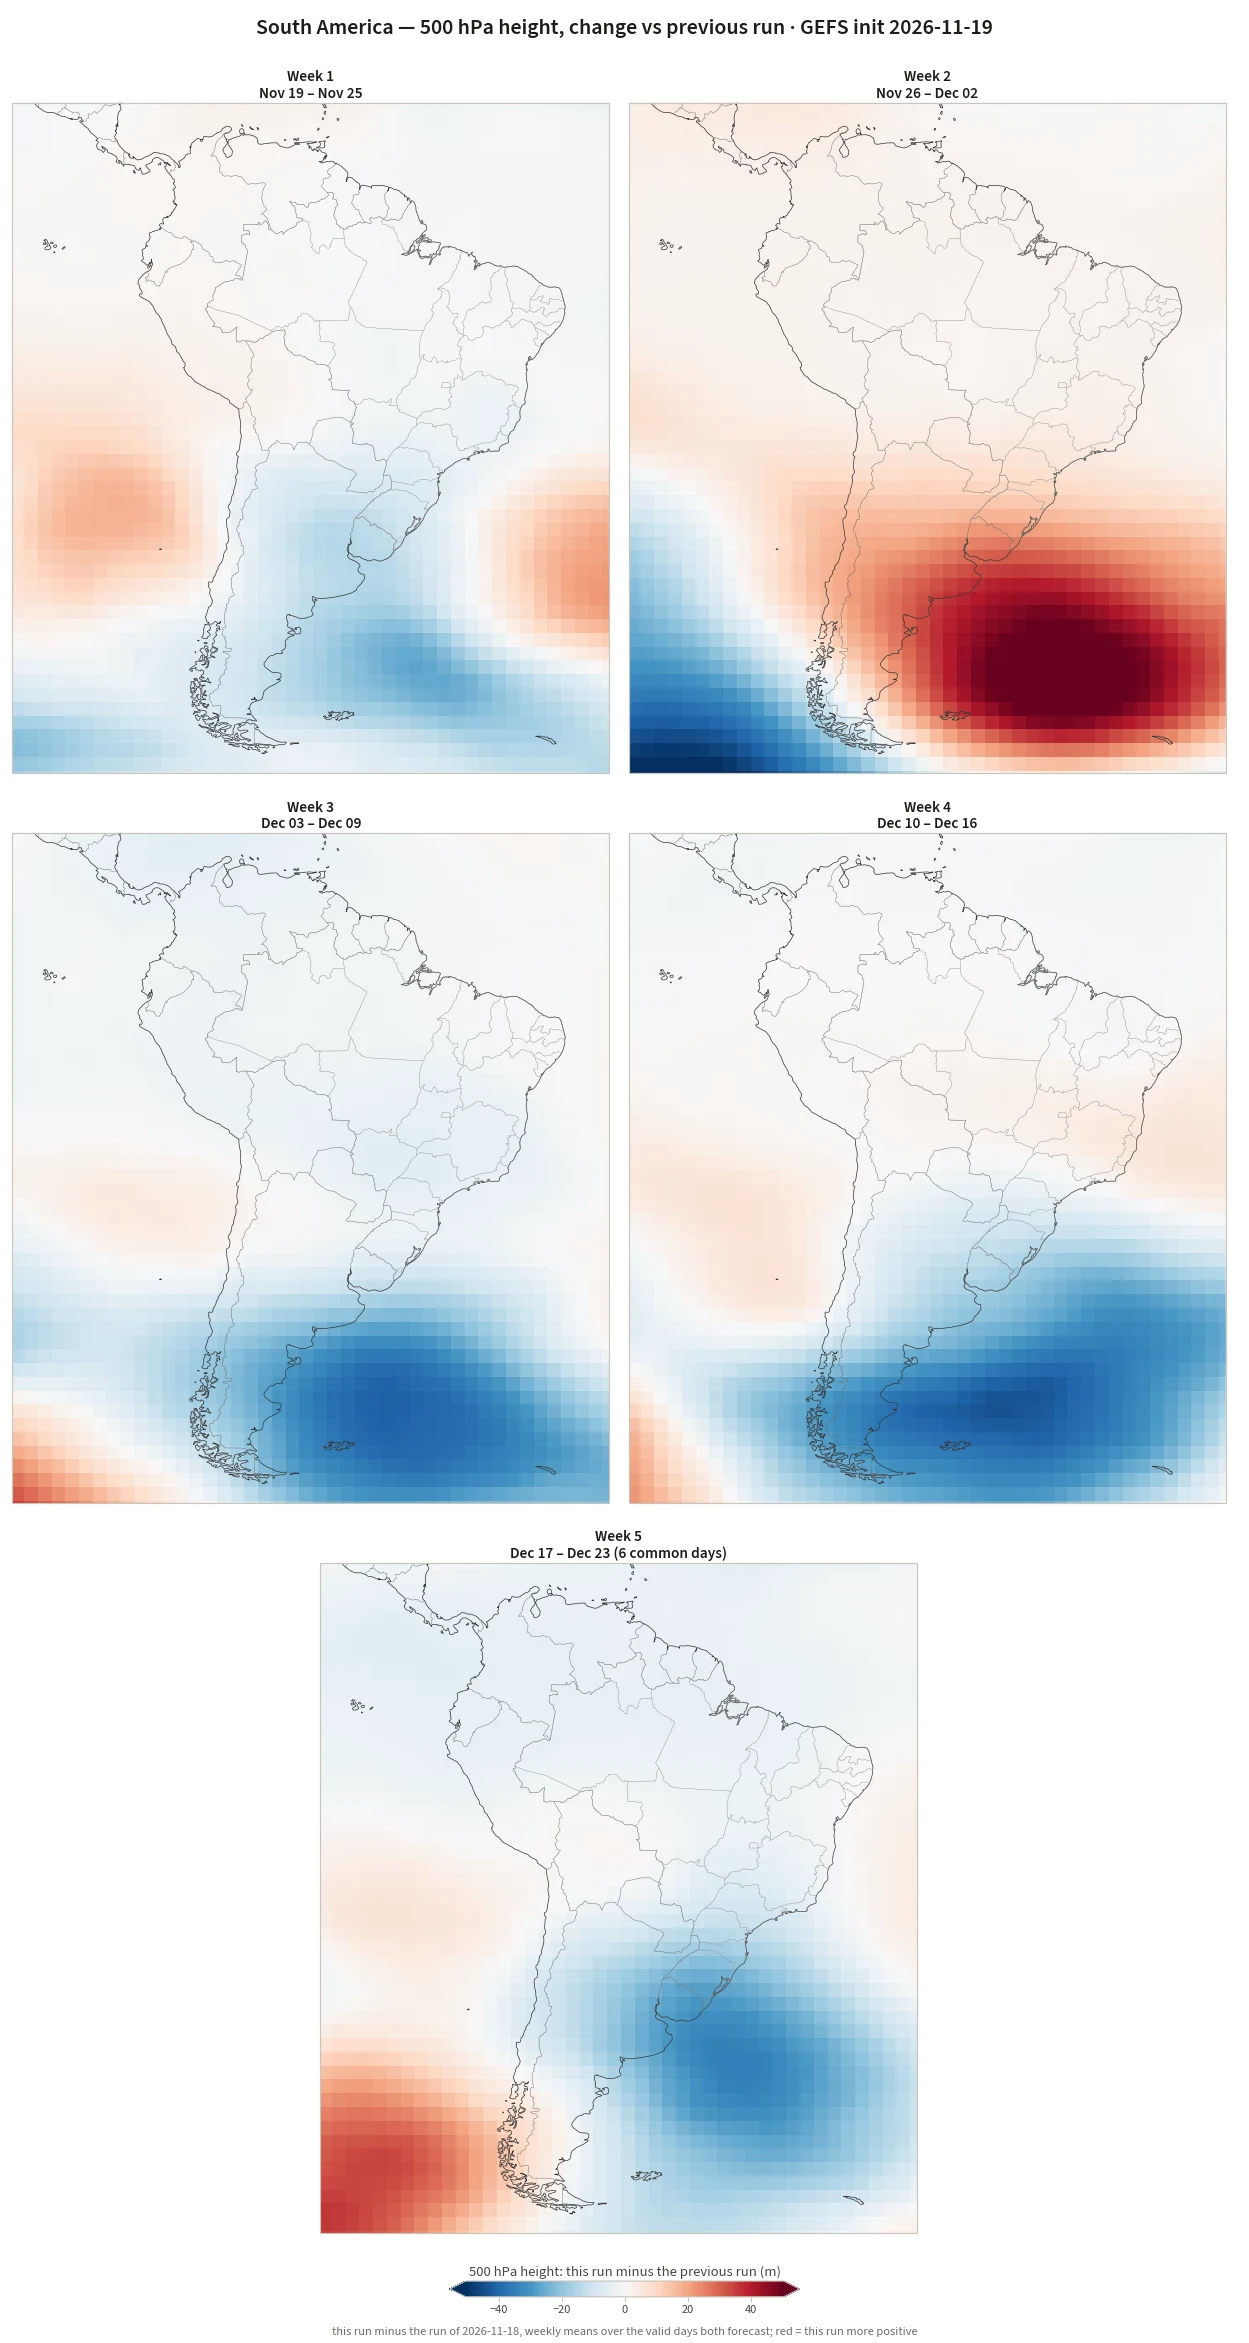 South America — 500 hPa height, change vs previous run · GEFS init 2026-11-19
Week 1
Nov 19 – Nov 25
Week 2
Nov 26 – Dec 02
Week 3
Dec 03 – Dec 09
Week 4
Dec 10 – Dec 16
Week 5
Dec 17 – Dec 23 (6 common days)
500 hPa height: this run minus the previous run (m)
−40 −20 0 20 40
this run minus the run of 2026-11-18, weekly means over the valid days both forecast; red = this run more positive